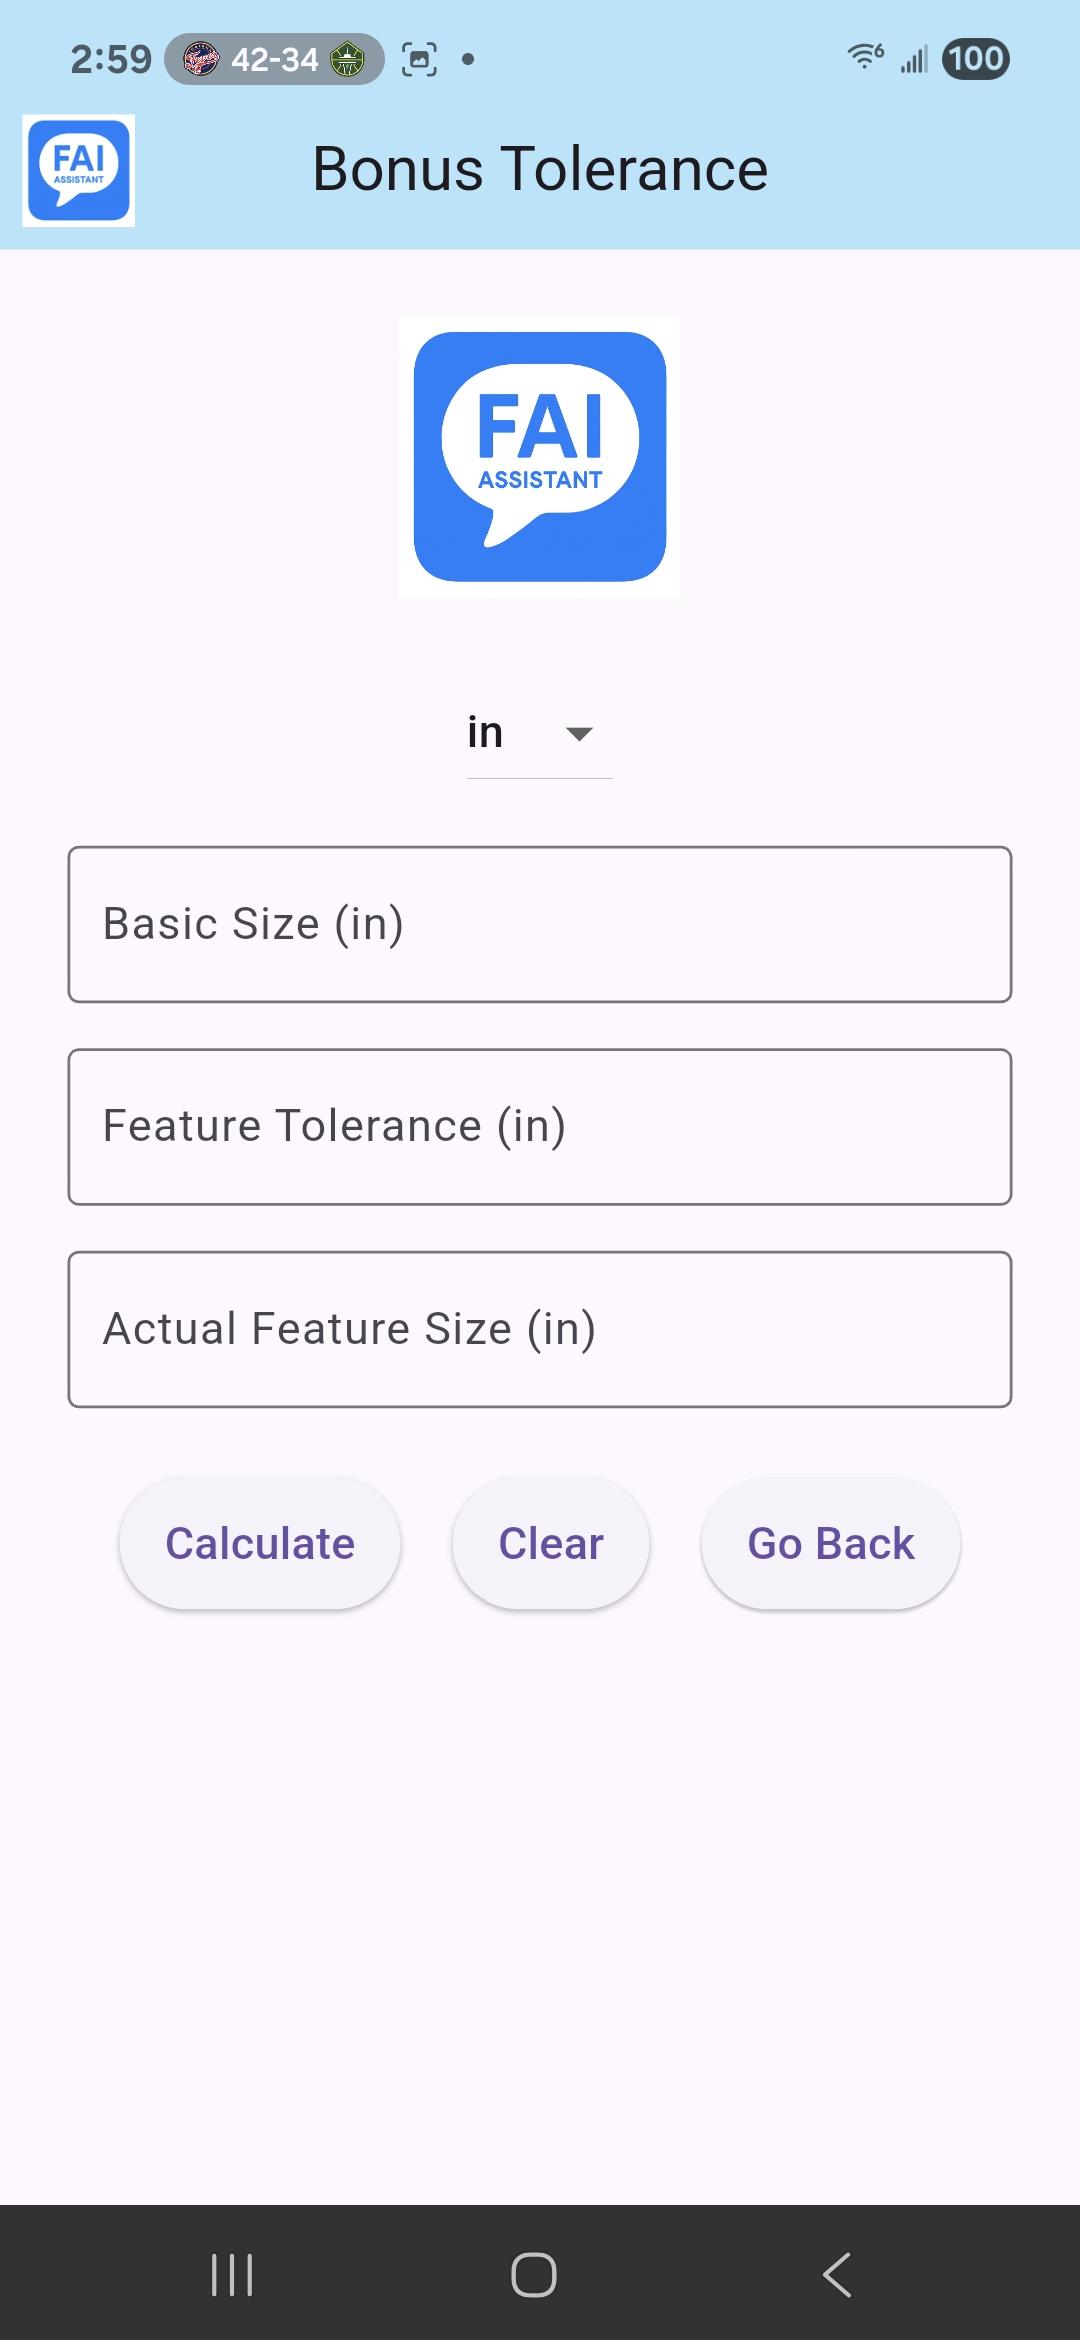 2:59 42-34 6 100
FAI
ASSISTANT
Bonus Tolerance
FAI
ASSISTANT
in
Basic Size (in)
Feature Tolerance (in)
Actual Feature Size (in)
Calculate Clear Go Back